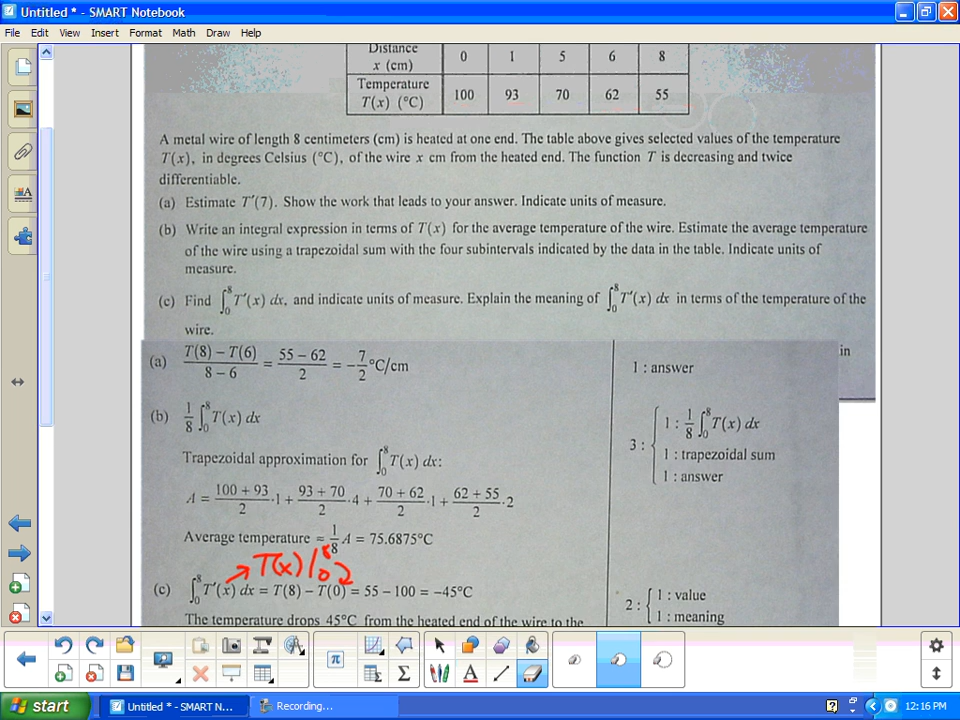 Untitled * - SMART Notebook
File Edit View Insert Format Math Draw Help
Distance x (cm) 0 1 5 6 8
Temperature T(x) (°C) 100 93 70 62 55
A metal wire of length 8 centimeters (cm) is heated at one end. The table above gives selected values of the temperature
T(x), in degrees Celsius (°C), of the wire x cm from the heated end. The function T is decreasing and twice
differentiable.
(a) Estimate T′(7). Show the work that leads to your answer. Indicate units of measure.
(b) Write an integral expression in terms of T(x) for the average temperature of the wire. Estimate the average temperature
of the wire using a trapezoidal sum with the four subintervals indicated by the data in the table. Indicate units of
measure.
(c) Find ∫₀⁸ T′(x) dx, and indicate units of measure. Explain the meaning of ∫₀⁸ T′(x) dx in terms of the temperature of the
wire.
in
(a) (T(8) − T(6))/(8 − 6) = (55 − 62)/2 = −7/2 °C/cm
1 : answer
(b) 1/8 ∫₀⁸ T(x) dx
Trapezoidal approximation for ∫₀⁸ T(x) dx:
A = (100 + 93)/2 · 1 + (93 + 70)/2 · 4 + (70 + 62)/2 · 1 + (62 + 55)/2 · 2
Average temperature ≈ 1/8 A = 75.6875°C
3 : { 1 : 1/8 ∫₀⁸ T(x) dx
1 : trapezoidal sum
1 : answer
T(x) |₀⁸
(c) ∫₀⁸ T′(x) dx = T(8) − T(0) = 55 − 100 = −45°C
The temperature drops 45°C from the heated end of the wire to the
2 : { 1 : value
1 : meaning
start
Untitled * - SMART N...
Recording...
12:16 PM